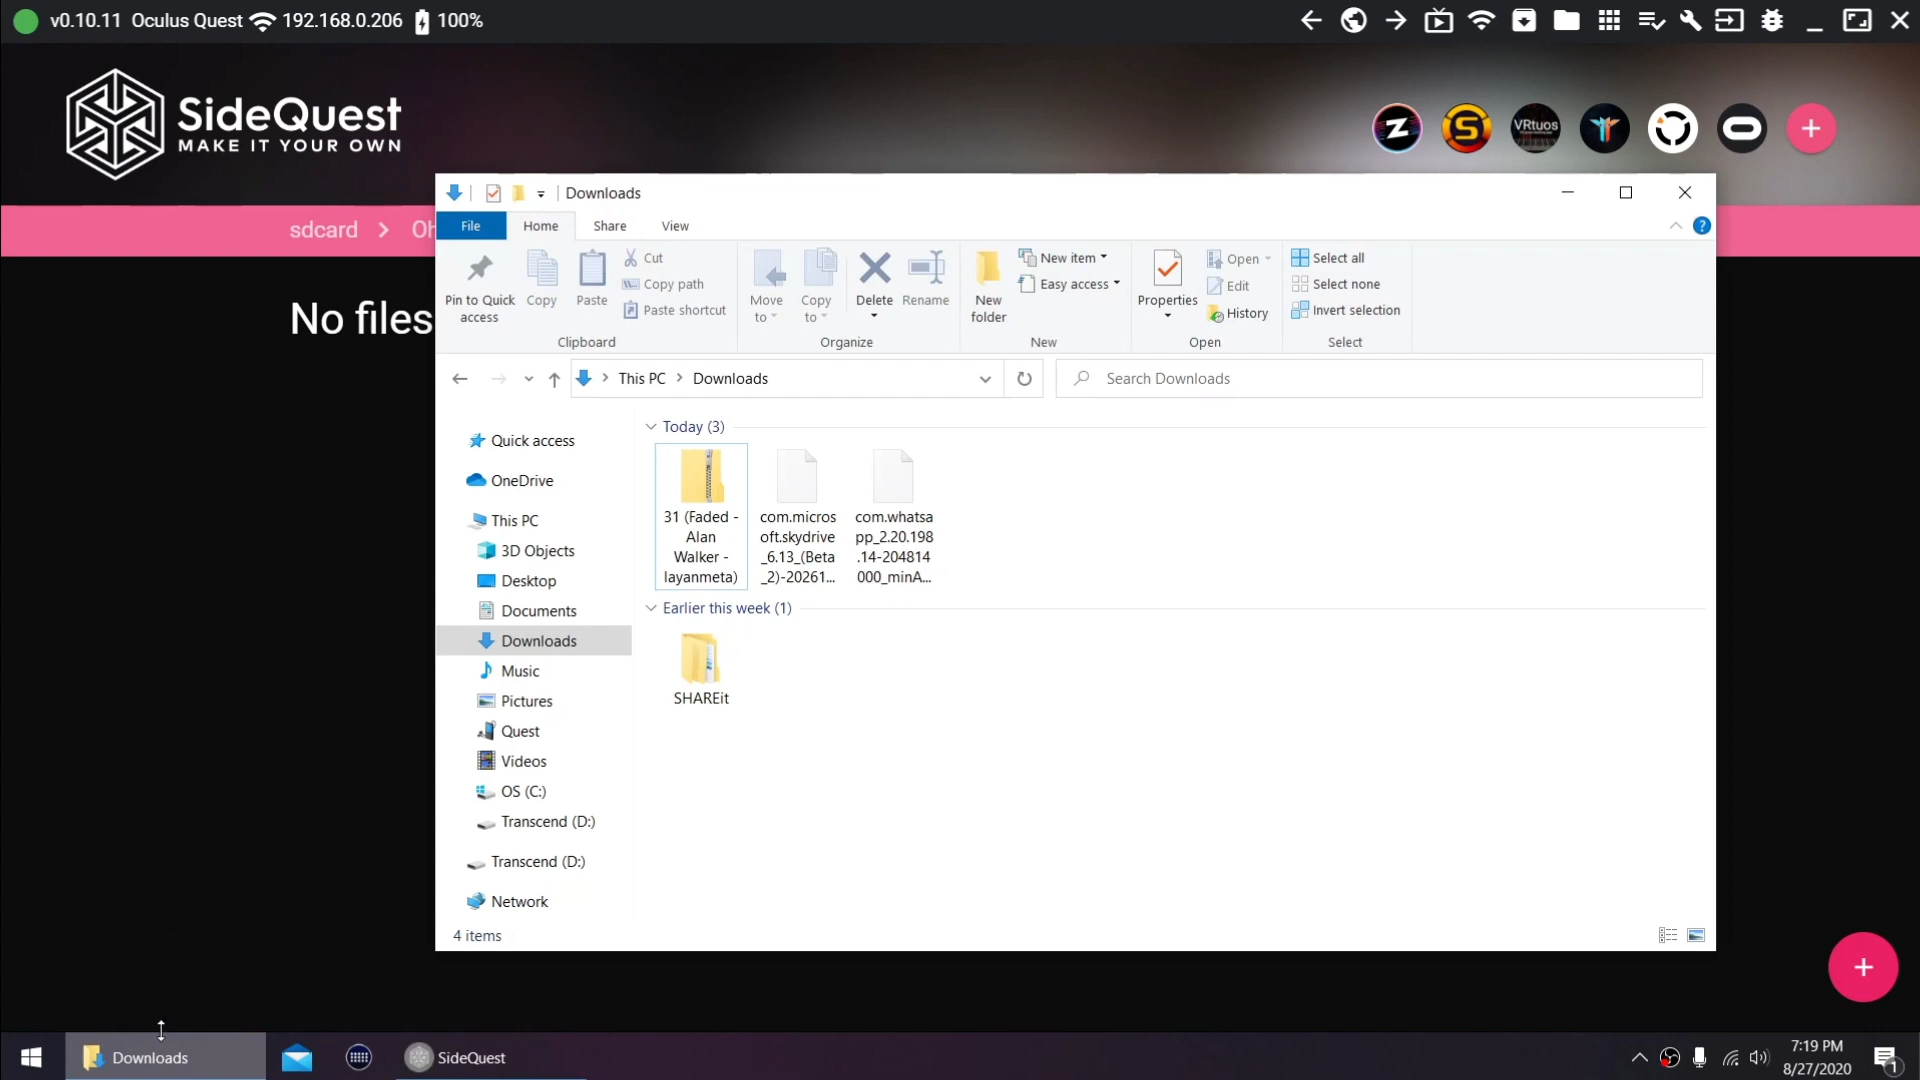 v0.10.11 Oculus Quest 192.168.0.206 100%
SideQuest
MAKE IT YOUR OWN
Z
S
VRtuos
sdcard
Oh
No files
Downloads
File Home Share View
Pin to Quick access
Copy
Paste
Cut
Copy path
Paste shortcut
Clipboard
Move to
Copy to
Delete
Rename
Organize
New folder
New item
Easy access
New
Properties
Open
Edit
History
Open
Select all
Select none
Invert selection
Select
This PC Downloads
Search Downloads
Quick access
OneDrive
This PC
3D Objects
Desktop
Documents
Downloads
Music
Pictures
Quest
Videos
OS (C:)
Transcend (D:)
Transcend (D:)
Network
Today (3)
31 (Faded -
Alan
Walker -
layanmeta)
com.micros
oft.skydrive
_6.13_(Beta
_2)-20261...
com.whatsa
pp_2.20.198
.14-204814
000_minA...
Earlier this week (1)
SHAREit
4 items
Downloads
SideQuest
7:19 PM
8/27/2020
1